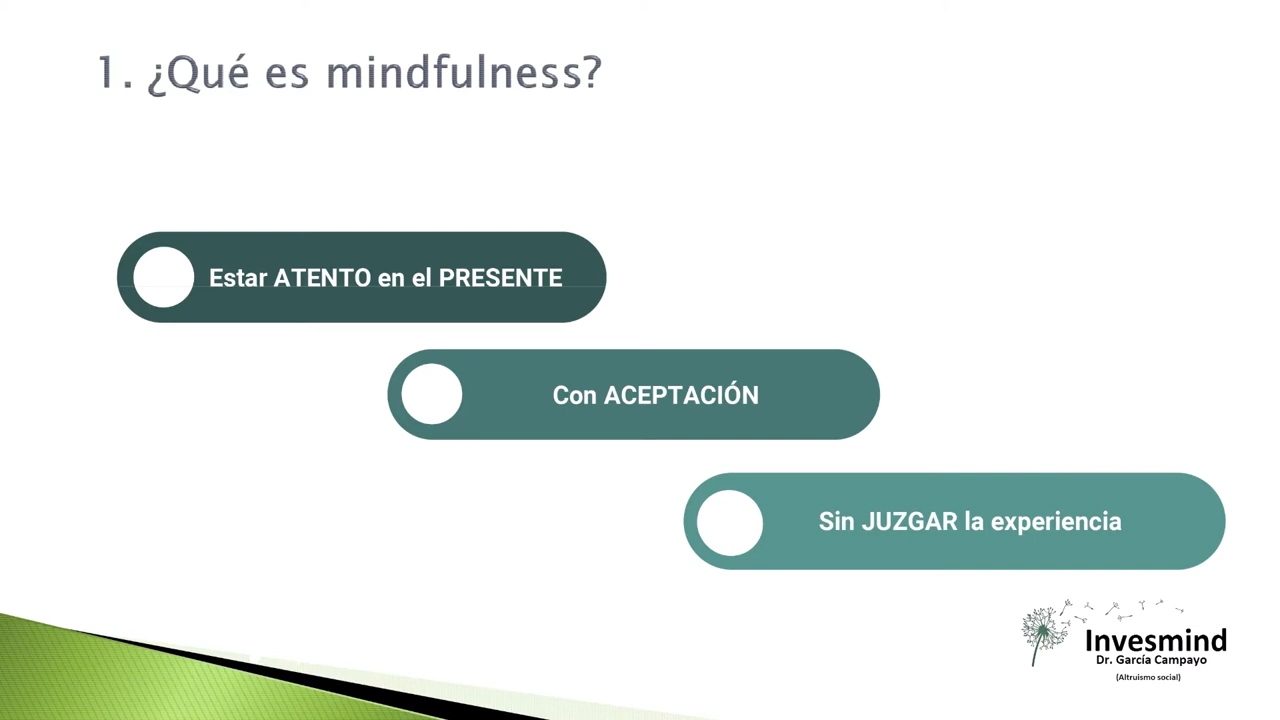 1. ¿Qué es mindfulness?
Estar ATENTO en el PRESENTE
Con ACEPTACIÓN
Sin JUZGAR la experiencia
Invesmind
Dr. García Campayo
(Altruismo social)